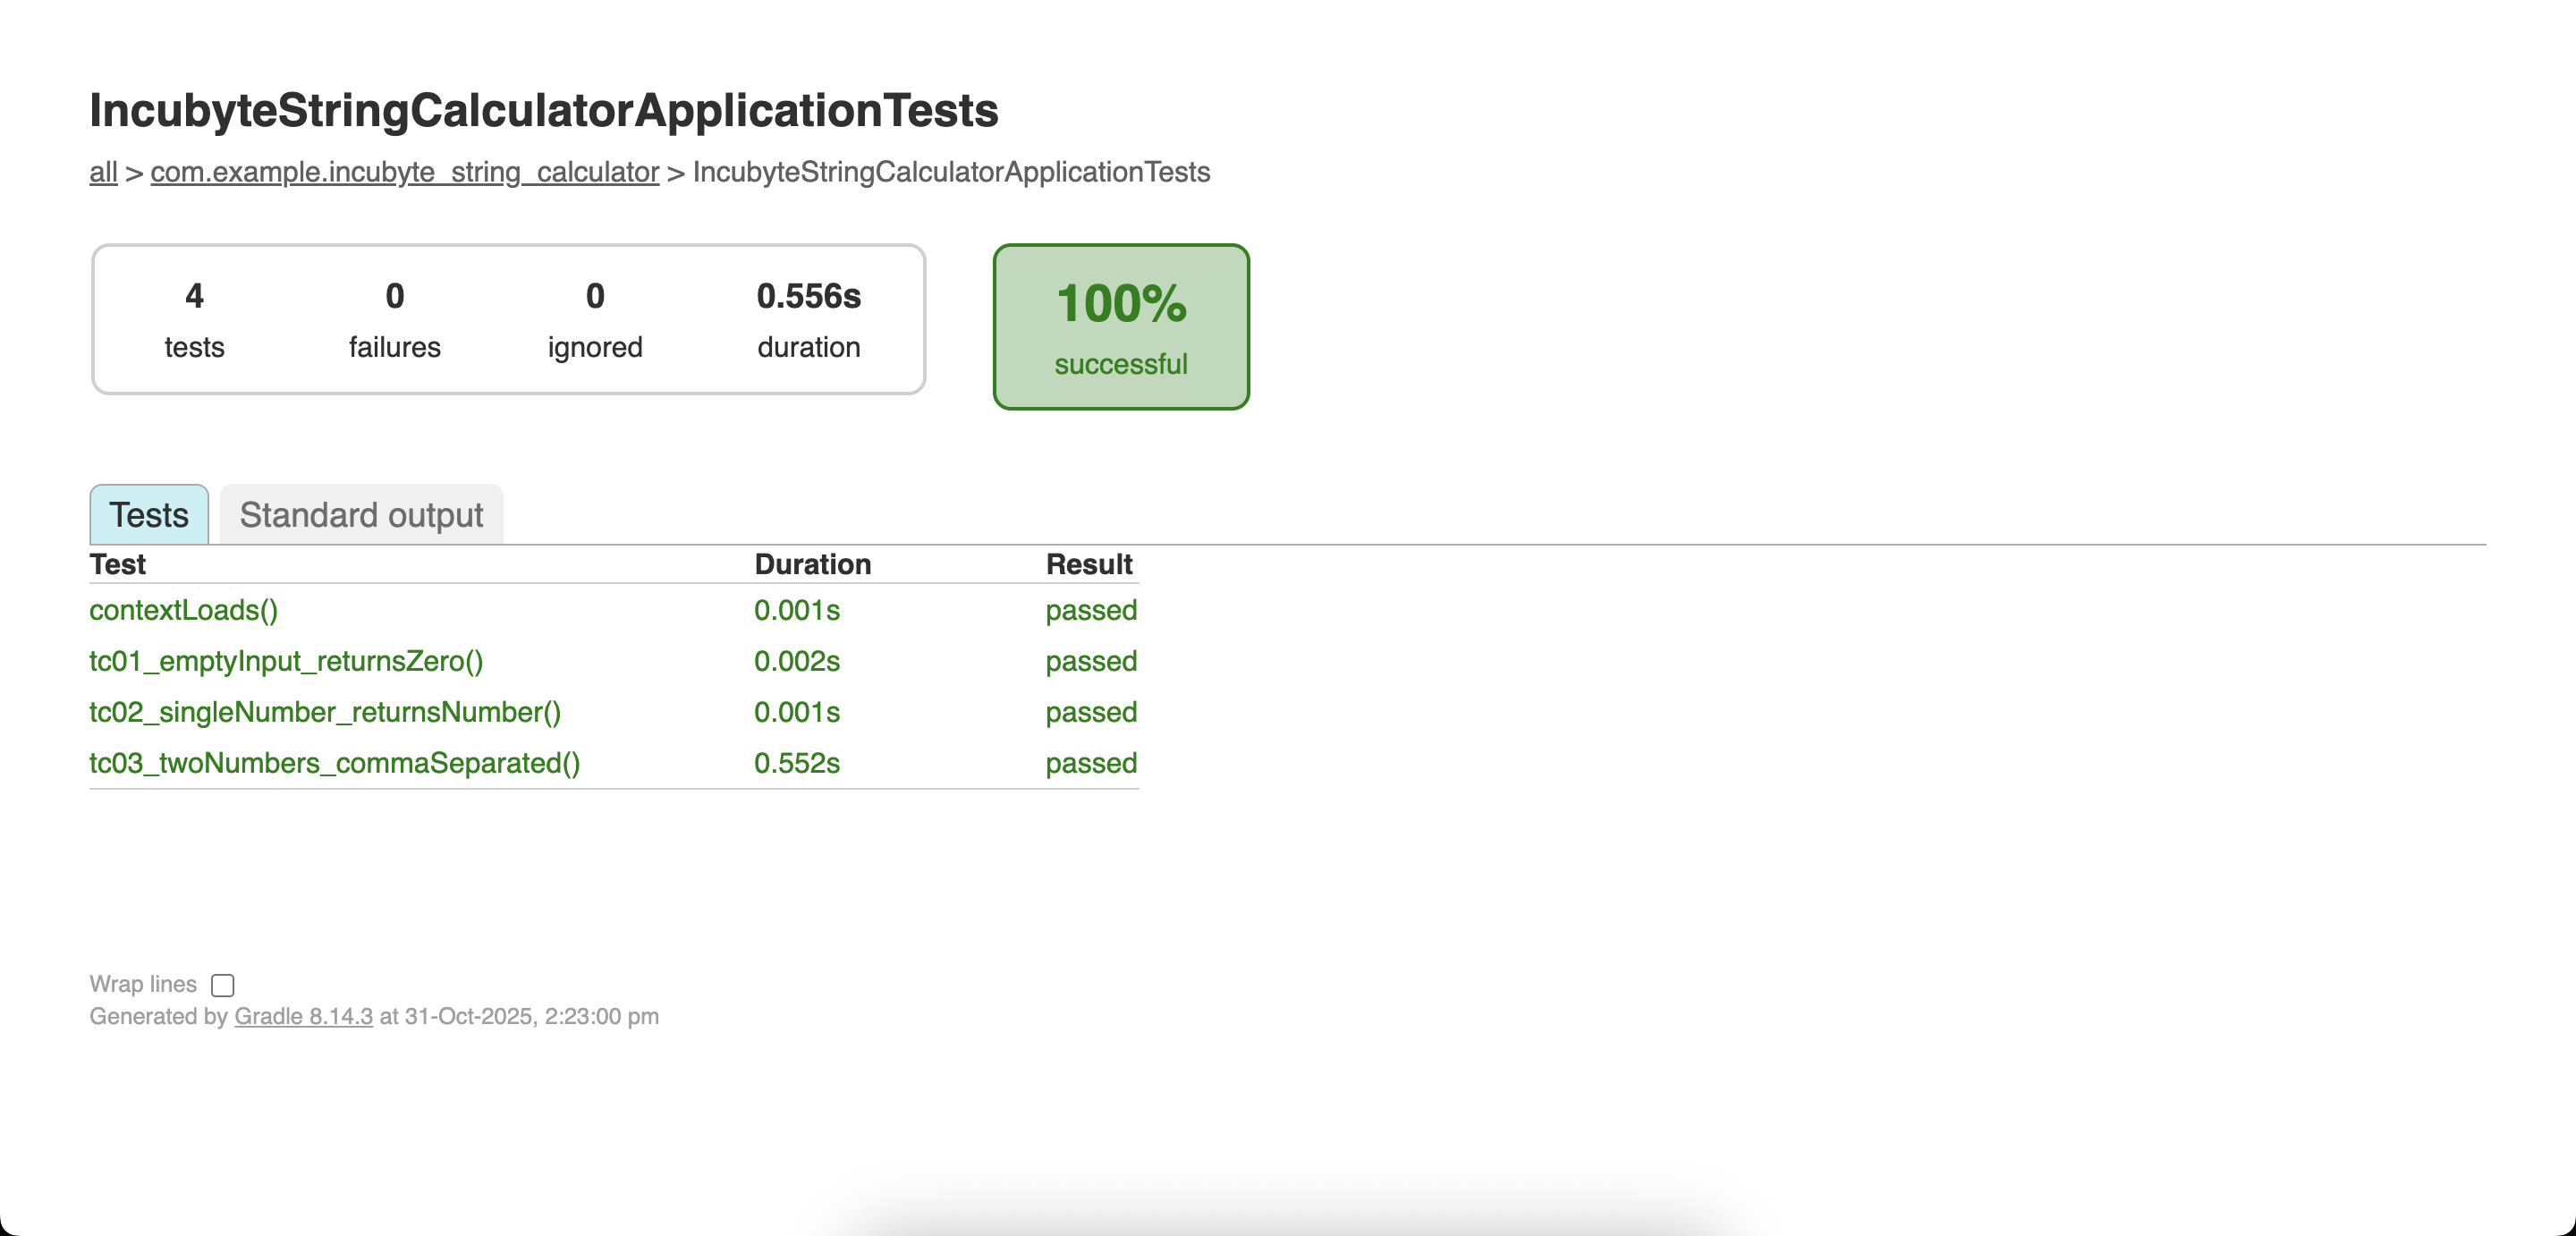 IncubyteStringCalculatorApplicationTests
all > com.example.incubyte_string_calculator > IncubyteStringCalculatorApplicationTests
4 0 0 0.556s
tests failures ignored duration
100%
successful
Tests Standard output
Test Duration Result
contextLoads() 0.001s passed
tc01_emptyInput_returnsZero() 0.002s passed
tc02_singleNumber_returnsNumber() 0.001s passed
tc03_twoNumbers_commaSeparated() 0.552s passed
Wrap lines
Generated by Gradle 8.14.3 at 31-Oct-2025, 2:23:00 pm